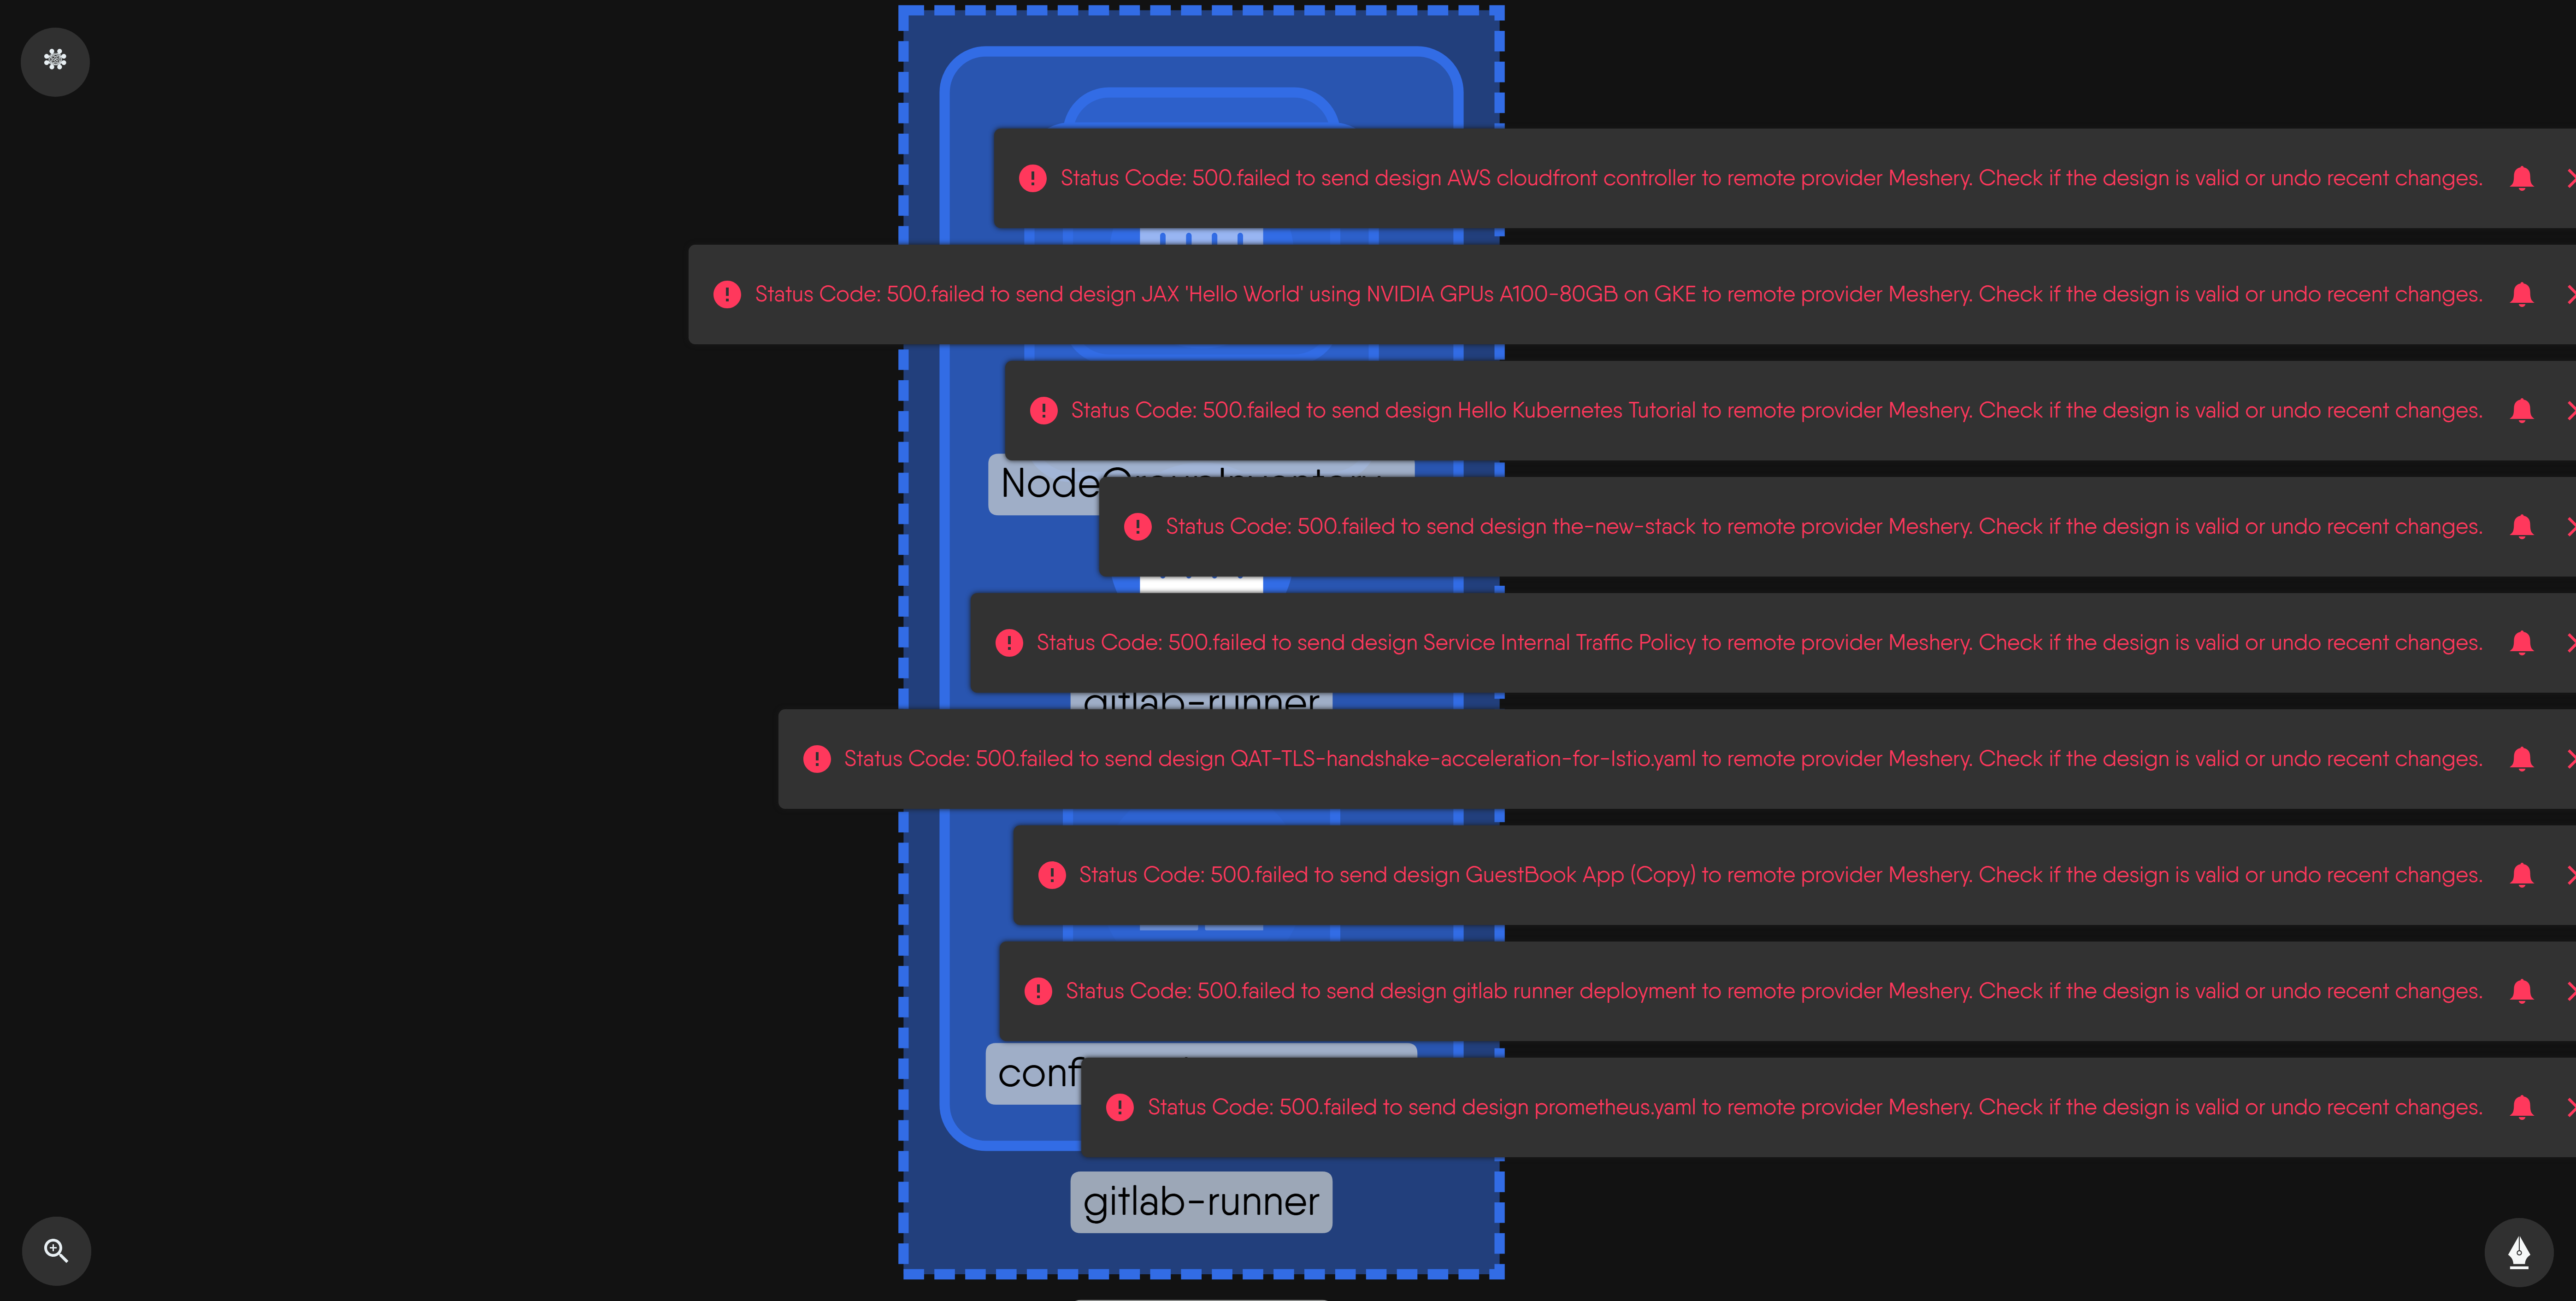 Status Code: 500.failed to send design AWS cloudfront controller to remote provider Meshery. Check if the design is valid or undo recent changes.
Status Code: 500.failed to send design JAX 'Hello World' using NVIDIA GPUs A100-80GB on GKE to remote provider Meshery. Check if the design is valid or undo recent changes.
Status Code: 500.failed to send design Hello Kubernetes Tutorial to remote provider Meshery. Check if the design is valid or undo recent changes.
NodeGroupInventory
Status Code: 500.failed to send design the-new-stack to remote provider Meshery. Check if the design is valid or undo recent changes.
Status Code: 500.failed to send design Service Internal Traffic Policy to remote provider Meshery. Check if the design is valid or undo recent changes.
gitlab-runner
Status Code: 500.failed to send design QAT-TLS-handshake-acceleration-for-Istio.yaml to remote provider Meshery. Check if the design is valid or undo recent changes.
Status Code: 500.failed to send design GuestBook App (Copy) to remote provider Meshery. Check if the design is valid or undo recent changes.
Status Code: 500.failed to send design gitlab runner deployment to remote provider Meshery. Check if the design is valid or undo recent changes.
Status Code: 500.failed to send design prometheus.yaml to remote provider Meshery. Check if the design is valid or undo recent changes.
gitlab-runner